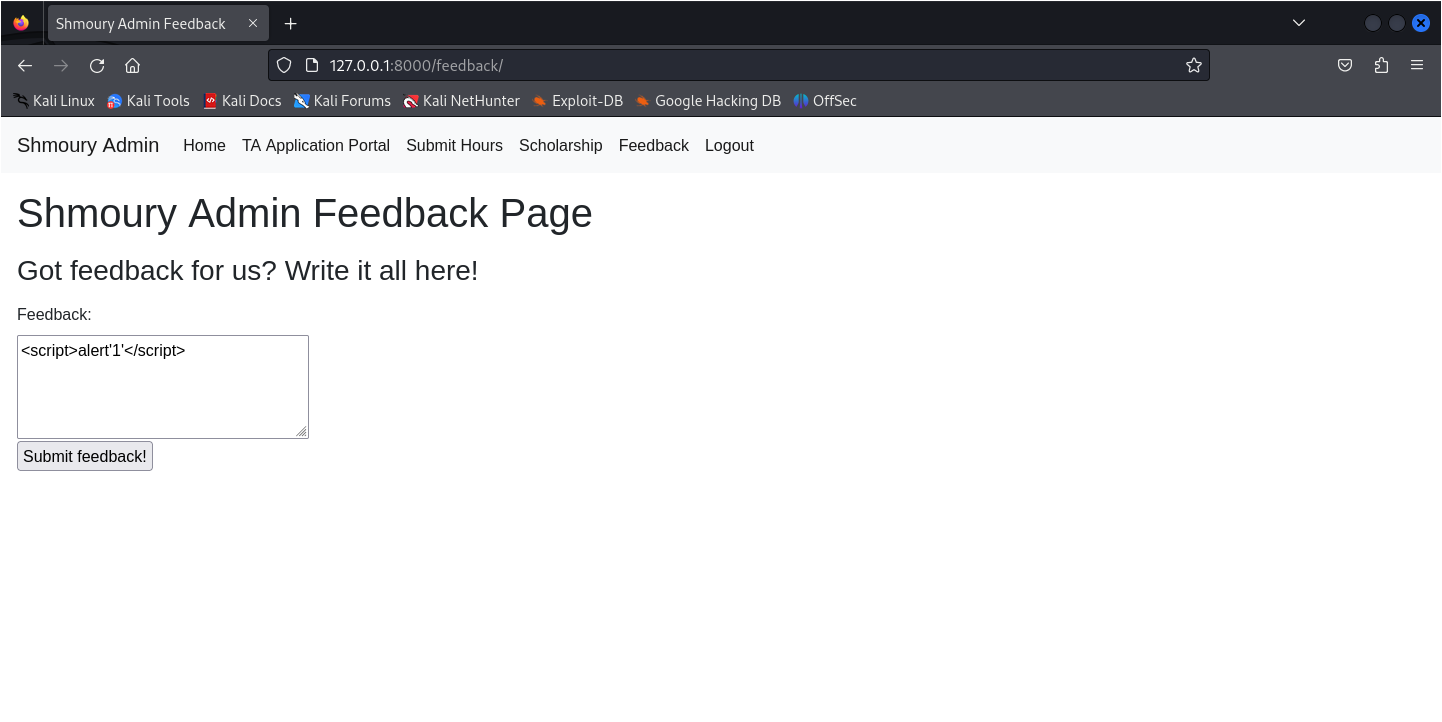 Shmoury Admin Feedback
127.0.0.1:8000/feedback/
Kali Linux Kali Tools Kali Docs Kali Forums Kali NetHunter Exploit-DB Google Hacking DB OffSec
Shmoury Admin Home TA Application Portal Submit Hours Scholarship Feedback Logout
Shmoury Admin Feedback Page
Got feedback for us? Write it all here!
Feedback:
<script>alert'1'</script>
Submit feedback!